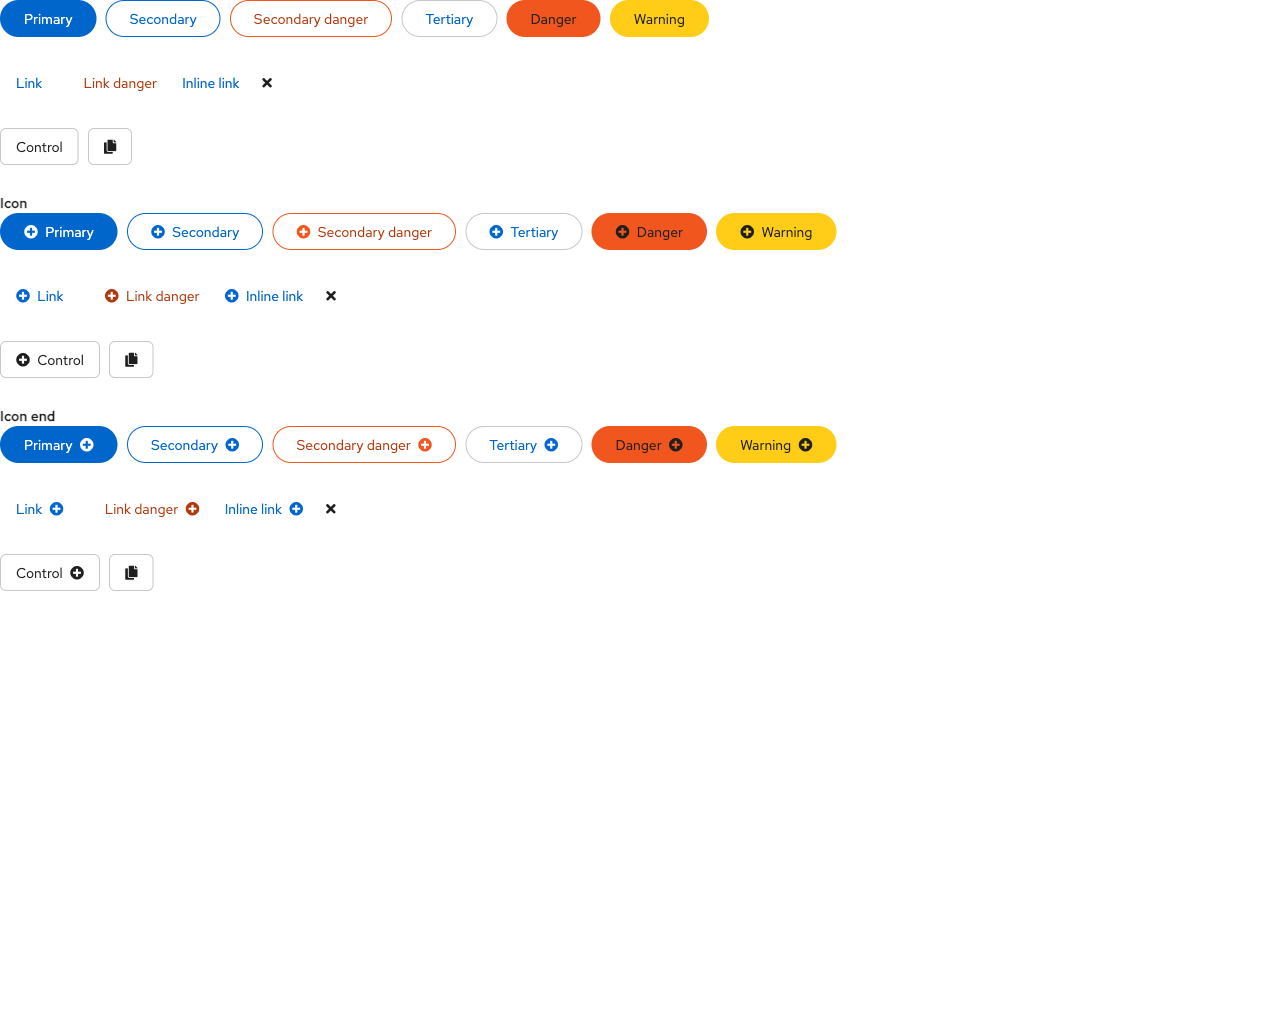 Primary Secondary Secondary danger Tertiary Danger Warning
Link Link danger Inline link
Control
Icon
Primary Secondary Secondary danger Tertiary Danger Warning
Link Link danger Inline link
Control
Icon end
Primary Secondary Secondary danger Tertiary Danger Warning
Link Link danger Inline link
Control